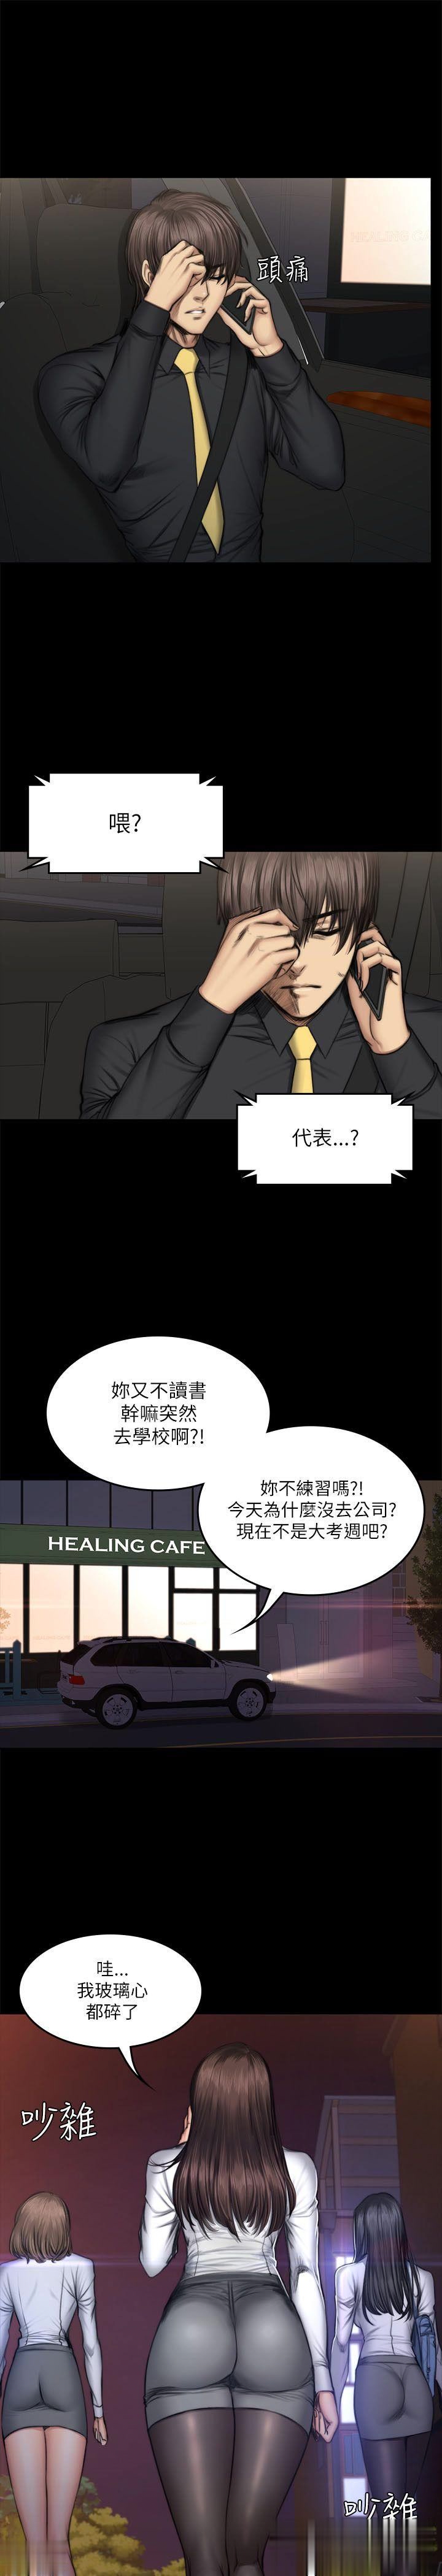 頭痛
HEALING C
喂?
代表...?
妳又不讀書
幹嘛突然
去學校啊?!
妳不練習嗎?!
今天為什麼沒去公司?
現在不是大考週吧?
HEALING CAFE
哇...
我玻璃心
都碎了
吵雜
吵雜